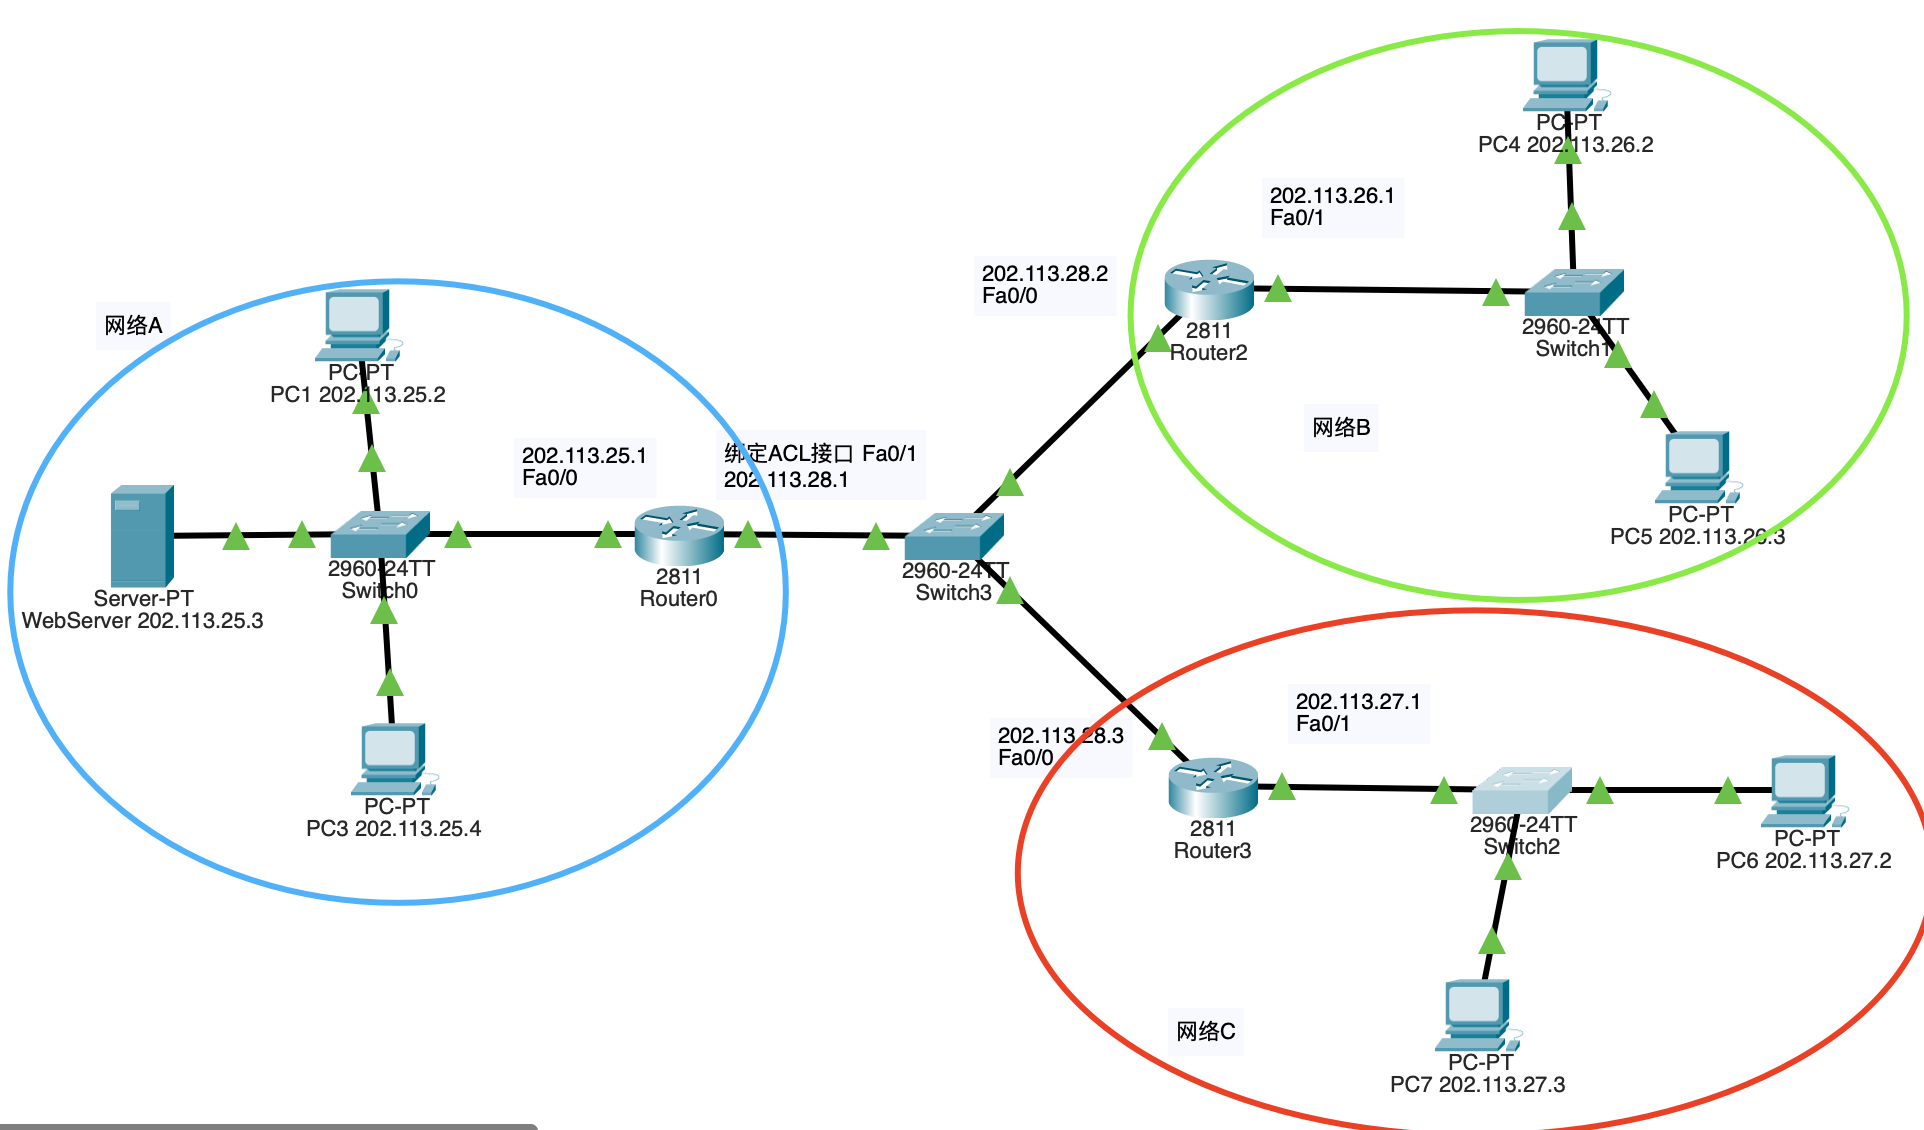 PC-PT
PC4 202.113.26.2
202.113.26.1
Fa0/1
202.113.28.2
Fa0/0
2811
Router2
2960-24TT
Switch1
网络B
PC-PT
PC5 202.113.26.3
网络A
PC-PT
PC1 202.113.25.2
202.113.25.1
Fa0/0
绑定ACL接口 Fa0/1
202.113.28.1
Server-PT
WebServer 202.113.25.3
2960-24TT
Switch0
2811
Router0
2960-24TT
Switch3
PC-PT
PC3 202.113.25.4
202.113.28.3
Fa0/0
202.113.27.1
Fa0/1
2811
Router3
2960-24TT
Switch2
PC-PT
PC6 202.113.27.2
网络C
PC-PT
PC7 202.113.27.3